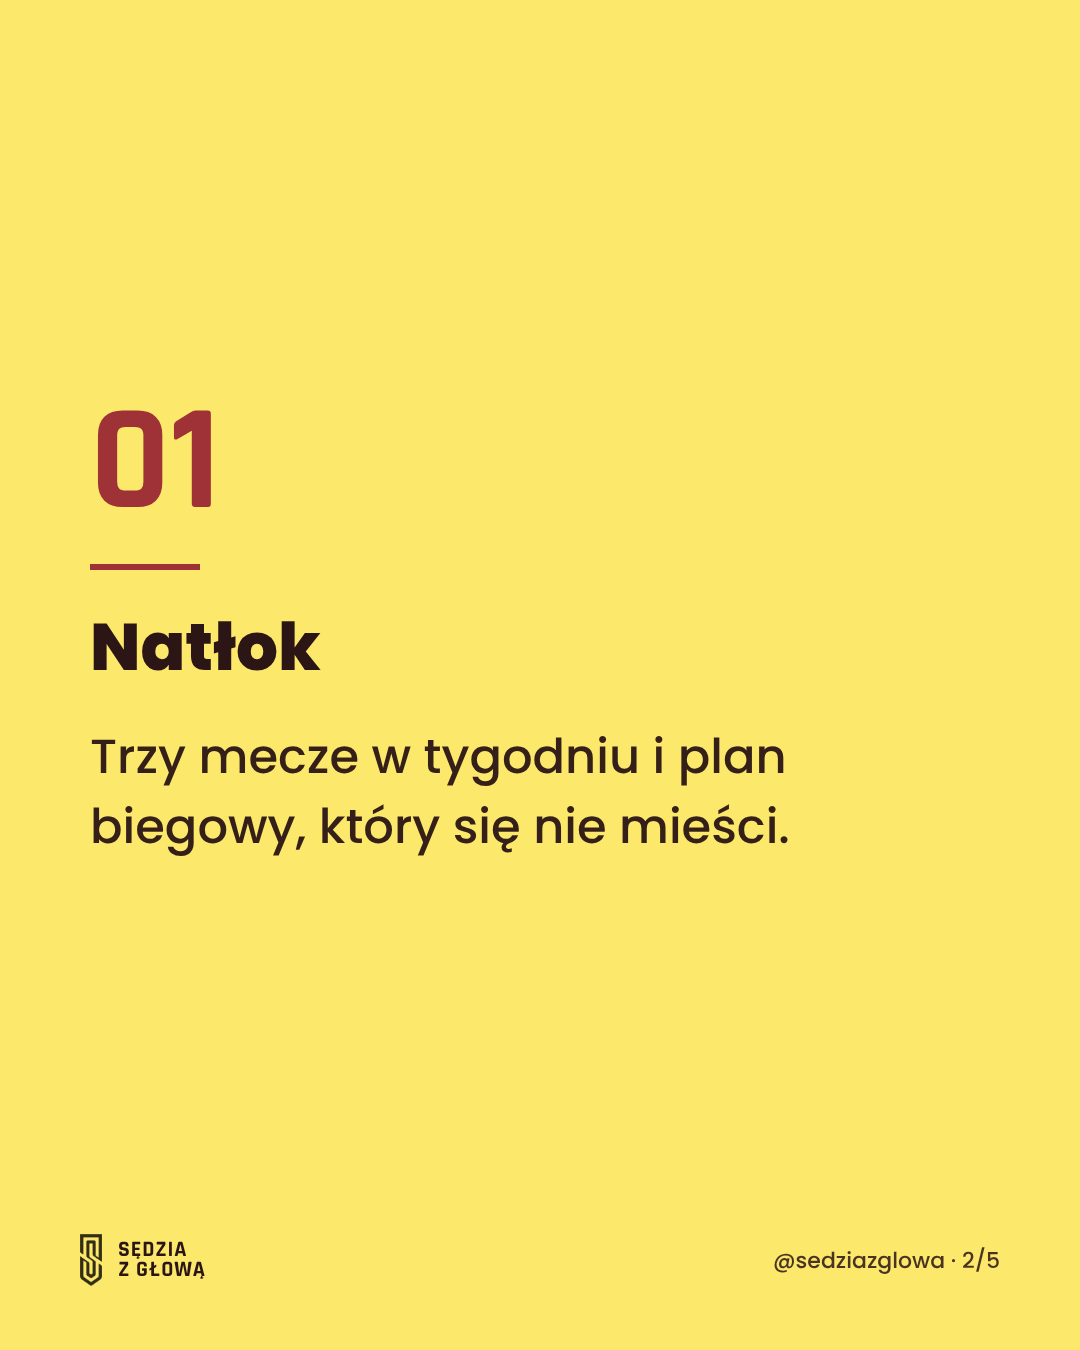 01
Natłok
Trzy mecze w tygodniu i plan
biegowy, który się nie mieści.
SĘDZIA
Z GŁOWĄ
@sedziazglowa · 2/5